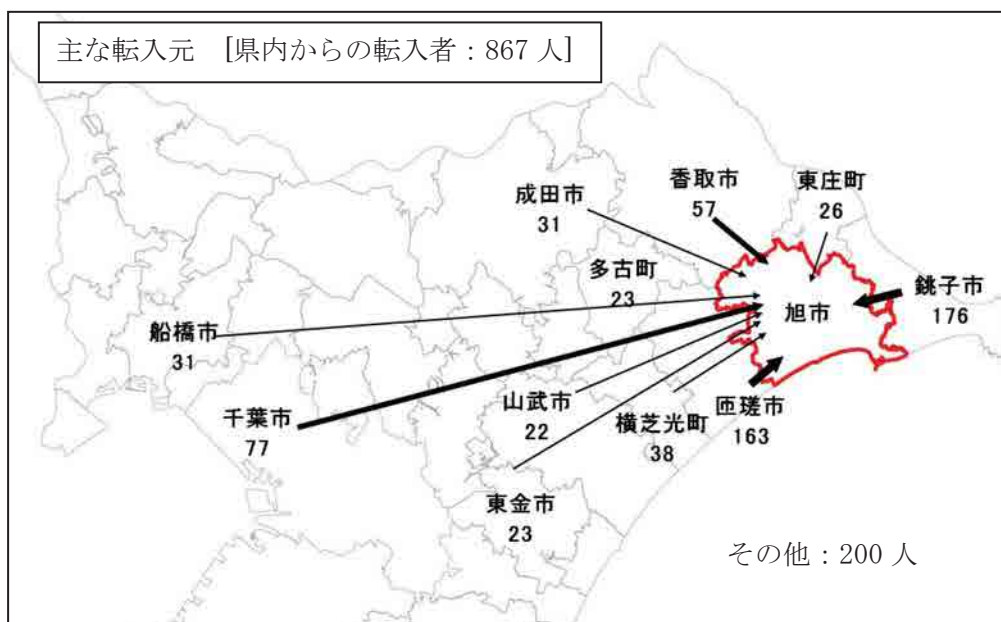 主な転入元 [県内からの転入者：867 人]
香取市
57
東庄町
26
成田市
31
多古町
23
銚子市
176
旭市
船橋市
31
千葉市
77
山武市
22
横芝光町
38
匝瑳市
163
東金市
23
その他：200 人